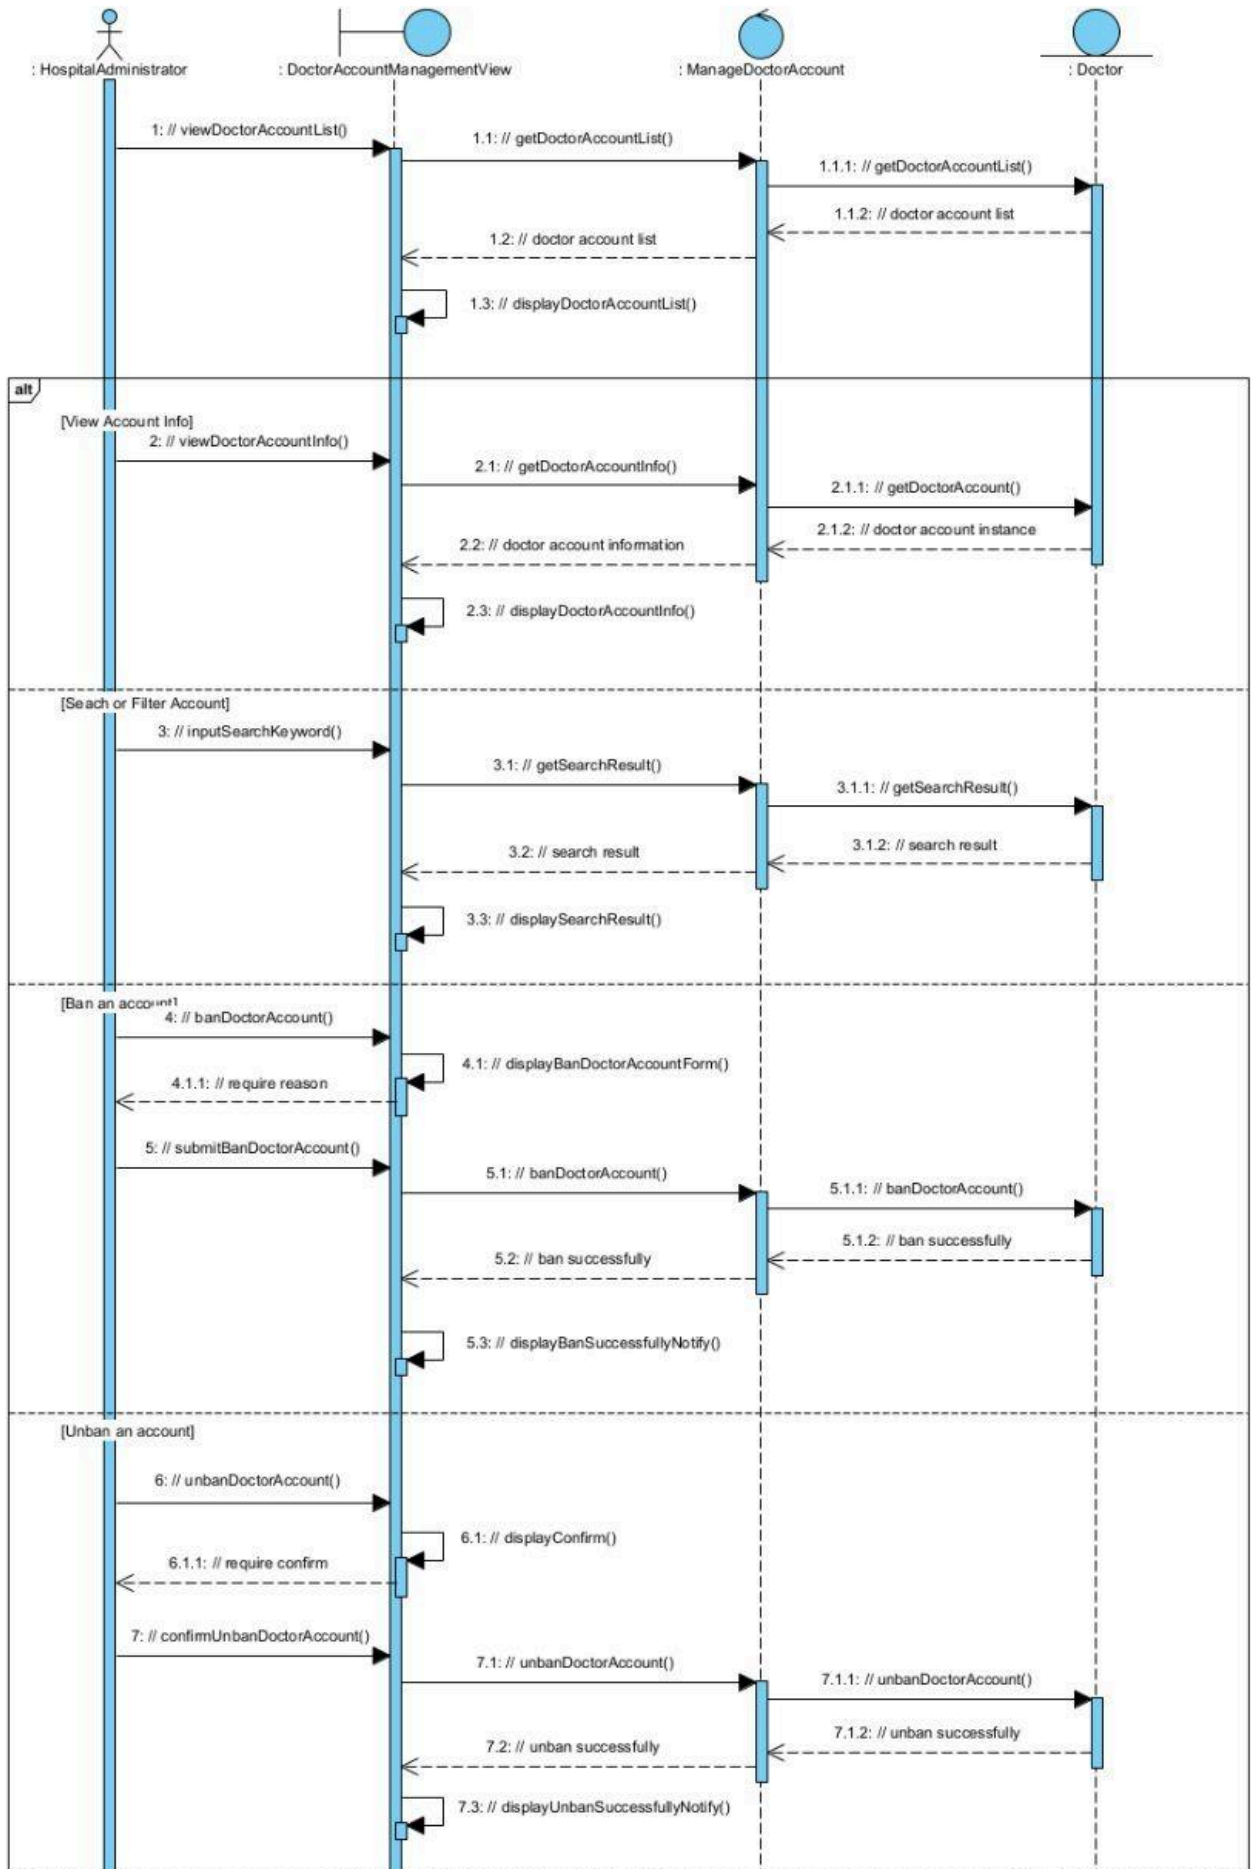 : HospitalAdministrator
: DoctorAccountManagementView
: ManageDoctorAccount
: Doctor
1: // viewDoctorAccountList()
1.1: // getDoctorAccountList()
1.1.1: // getDoctorAccountList()
1.1.2: // doctor account list
1.2: // doctor account list
1.3: // displayDoctorAccountList()
alt
[View Account Info]
2: // viewDoctorAccountInfo()
2.1: // getDoctorAccountInfo()
2.1.1: // getDoctorAccount()
2.1.2: // doctor account instance
2.2: // doctor account information
2.3: // displayDoctorAccountInfo()
[Seach or Filter Account]
3: // inputSearchKeyword()
3.1: // getSearchResult()
3.1.1: // getSearchResult()
3.1.2: // search result
3.2: // search result
3.3: // displaySearchResult()
[Ban an account]
4: // banDoctorAccount()
4.1: // displayBanDoctorAccountForm()
4.1.1: // require reason
5: // submitBanDoctorAccount()
5.1: // banDoctorAccount()
5.1.1: // banDoctorAccount()
5.1.2: // ban successfully
5.2: // ban successfully
5.3: // displayBanSuccessfullyNotify()
[Unban an account]
6: // unbanDoctorAccount()
6.1: // displayConfirm()
6.1.1: // require confirm
7: // confirmUnbanDoctorAccount()
7.1: // unbanDoctorAccount()
7.1.1: // unbanDoctorAccount()
7.1.2: // unban successfully
7.2: // unban successfully
7.3: // displayUnbanSuccessfullyNotify()